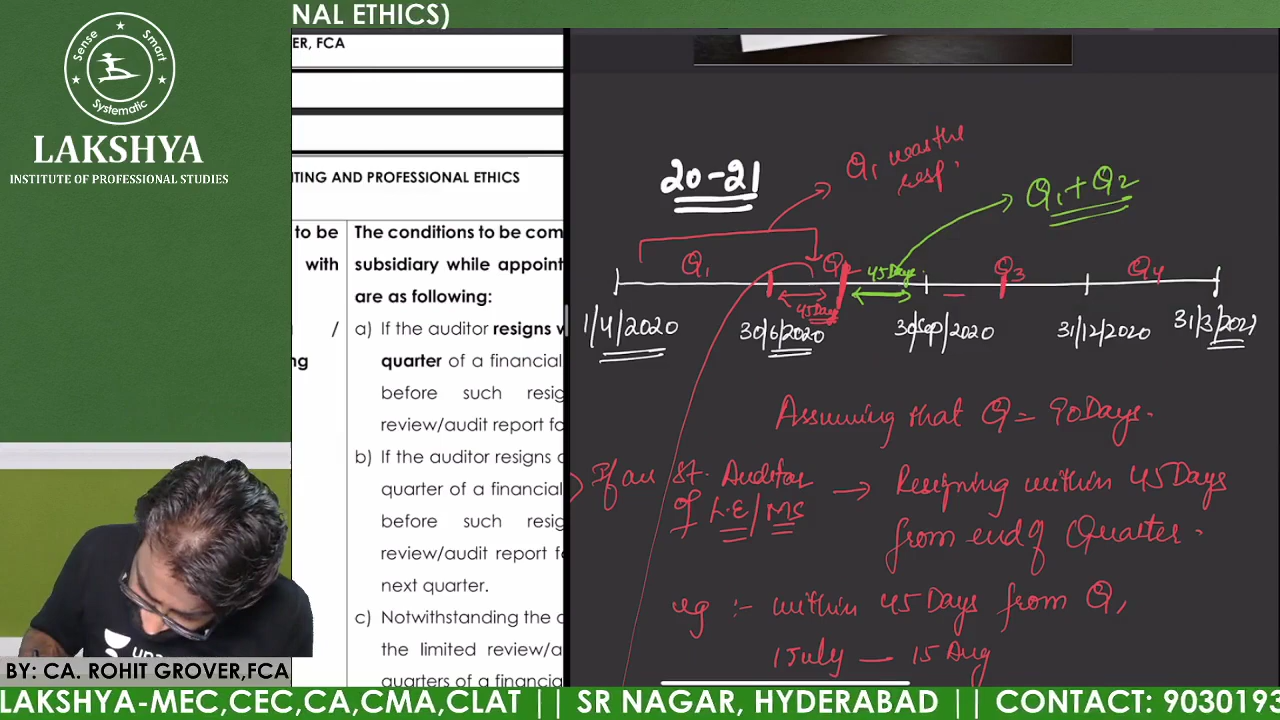 NAL ETHICS)
Sense
Smart
Systematic
LAKSHYA
INSTITUTE OF PROFESSIONAL STUDIES
ER, FCA
TING AND PROFESSIONAL ETHICS
to be
with
/
ng
The conditions to be com
subsidiary while appoint
are as following:
a) If the auditor resigns w
quarter of a financial
before such resig
review/audit report fo
b) If the auditor resigns a
quarter of a financial
before such resig
review/audit report fo
next quarter.
c) Notwithstanding the a
the limited review/a
quarters of a financial
20-21
Q1 was the
resp.
Q1+Q2
Q1
Q
45 Days
45 Days
Q3
Q4
1/4/2020
30/6/2020
30/sep/2020
31/12/2020
31/3/2021
Assuming that Q = 90 Days.
If an St. Auditor
of L.E/MS
→ Resigning within 45 Days
from end of Quarter.
eg :- within 45 Days from Q1
1 July — 15 Aug
una
BY: CA. ROHIT GROVER,FCA
LAKSHYA-MEC,CEC,CA,CMA,CLAT || SR NAGAR, HYDERABAD || CONTACT: 9030193